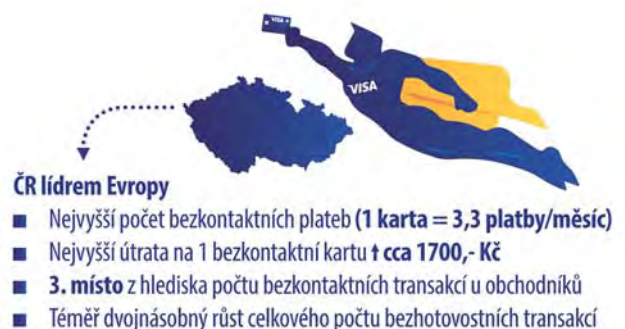 VISA
VISA
ČR lídrem Evropy
■ Nejvyšší počet bezkontaktních plateb (1 karta = 3,3 platby/měsíc)
■ Nejvyšší útrata na 1 bezkontaktní kartu ↑ cca 1700,- Kč
■ 3. místo z hlediska počtu bezkontaktních transakcí u obchodníků
■ Téměř dvojnásobný růst celkového počtu bezhotovostních transakcí